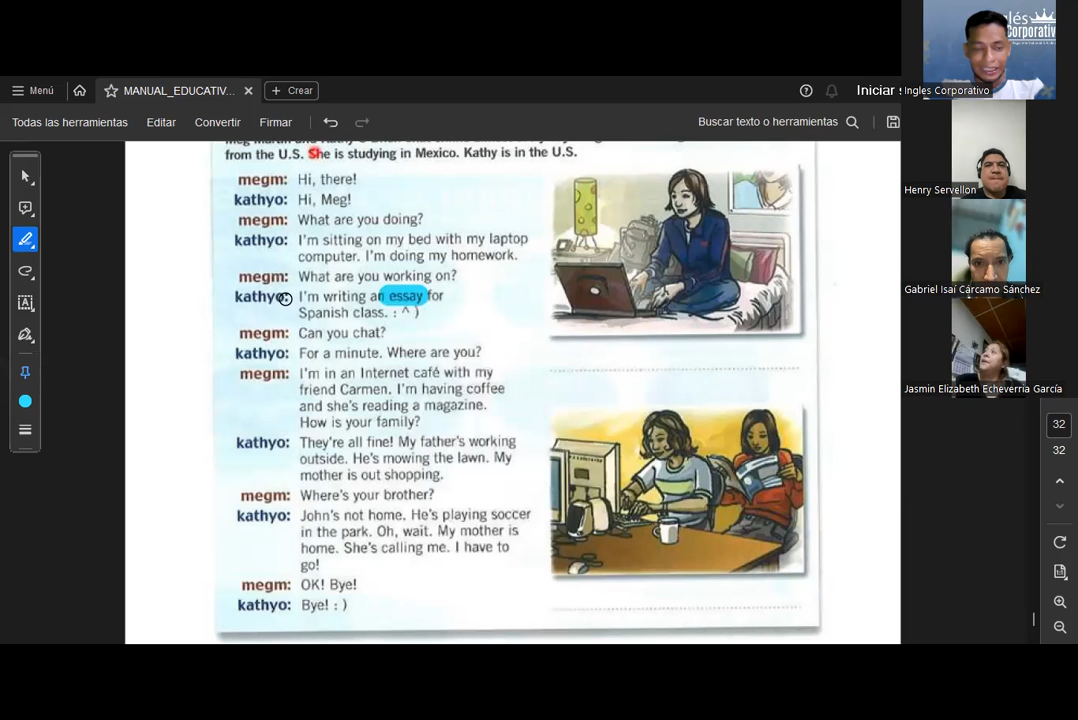 Menú
MANUAL_EDUCATIV...
Crear
Iniciar s
Todas las herramientas
Editar
Convertir
Firmar
Buscar texto o herramientas
from the U.S. She is studying in Mexico. Kathy is in the U.S.
megm: Hi, there!
kathyo: Hi, Meg!
megm: What are you doing?
kathyo: I'm sitting on my bed with my laptop
computer. I'm doing my homework.
megm: What are you working on?
kathyo: I'm writing an essay for
Spanish class. : ^ )
megm: Can you chat?
kathyo: For a minute. Where are you?
megm: I'm in an Internet café with my
friend Carmen. I'm having coffee
and she's reading a magazine.
How is your family?
kathyo: They're all fine! My father's working
outside. He's mowing the lawn. My
mother is out shopping.
megm: Where's your brother?
kathyo: John's not home. He's playing soccer
in the park. Oh, wait. My mother is
home. She's calling me. I have to
go!
megm: OK! Bye!
kathyo: Bye! : )
32
32
glés
Corporativ
Ingles Corporativo
Henry Servellon
Gabriel Isaí Cárcamo Sánchez
Jasmin Elizabeth Echeverría García